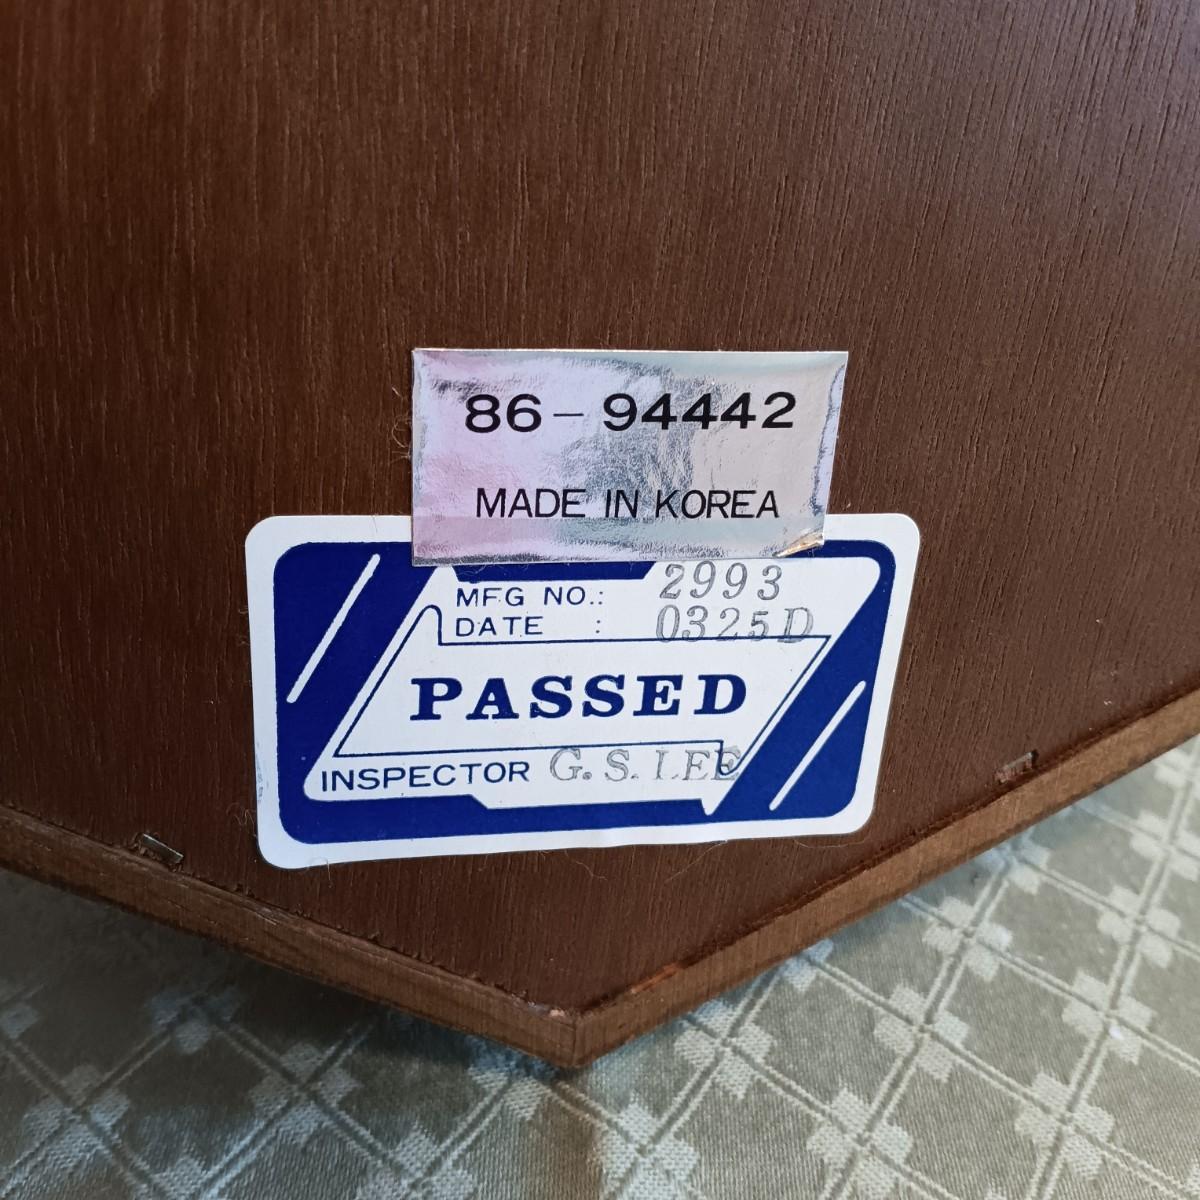 86-94442
MADE IN KOREA
MFG NO.: 2993
DATE : 0325D
PASSED
INSPECTOR G. S. LEE